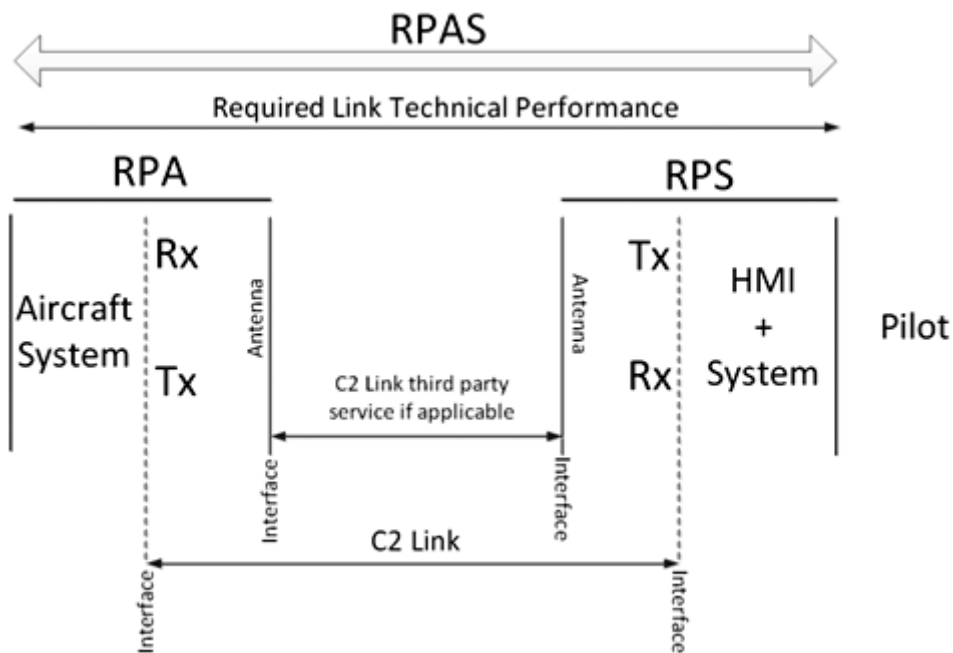 RPAS
Required Link Technical Performance
RPA
RPS
Rx
Tx
Aircraft
System
Tx
Rx
Antenna
Antenna
HMI
+
System
Pilot
C2 Link third party
service if applicable
Interface
Interface
C2 Link
Interface
Interface